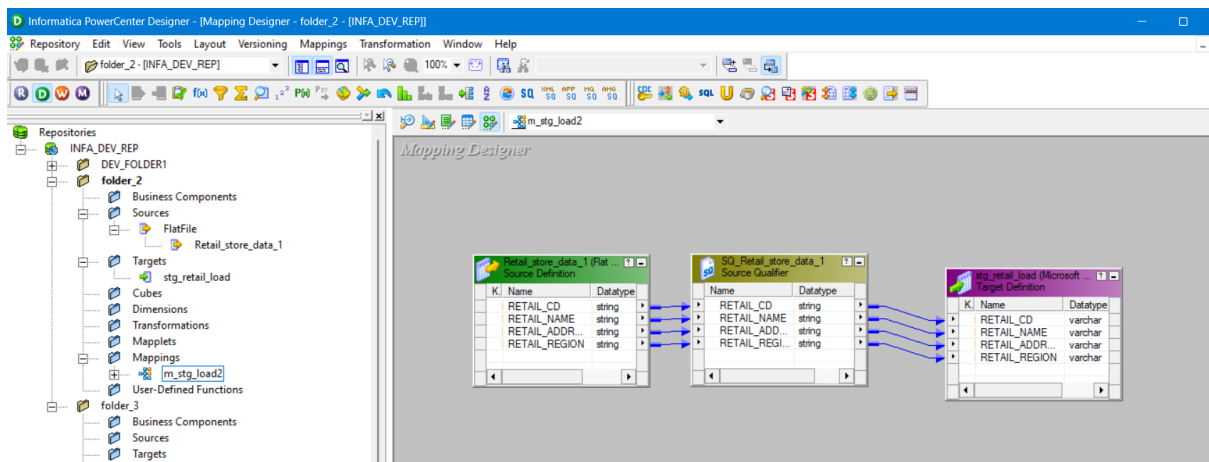 Informatica PowerCenter Designer - [Mapping Designer - folder_2 - [INFA_DEV_REP]]
Repository Edit View Tools Layout Versioning Mappings Transformation Window Help
folder_2 - [INFA_DEV_REP] 100%
m_stg_load2
Repositories
INFA_DEV_REP
DEV_FOLDER1
folder_2
Business Components
Sources
FlatFile
Retail_store_data_1
Targets
stg_retail_load
Cubes
Dimensions
Transformations
Mapplets
Mappings
m_stg_load2
User-Defined Functions
folder_3
Business Components
Sources
Targets
Mapping Designer
Retail_store_data_1 (Flat ...
Source Definition
K. Name Datatype
RETAIL_CD string
RETAIL_NAME string
RETAIL_ADDR... string
RETAIL_REGION string
SQ_Retail_store_data_1
Source Qualifier
Name Datatype
RETAIL_CD string
RETAIL_NAME string
RETAIL_ADD... string
RETAIL_REGI... string
stg_retail_load (Microsoft ...
Target Definition
K. Name Datatype
RETAIL_CD varchar
RETAIL_NAME varchar
RETAIL_ADDR... varchar
RETAIL_REGION varchar